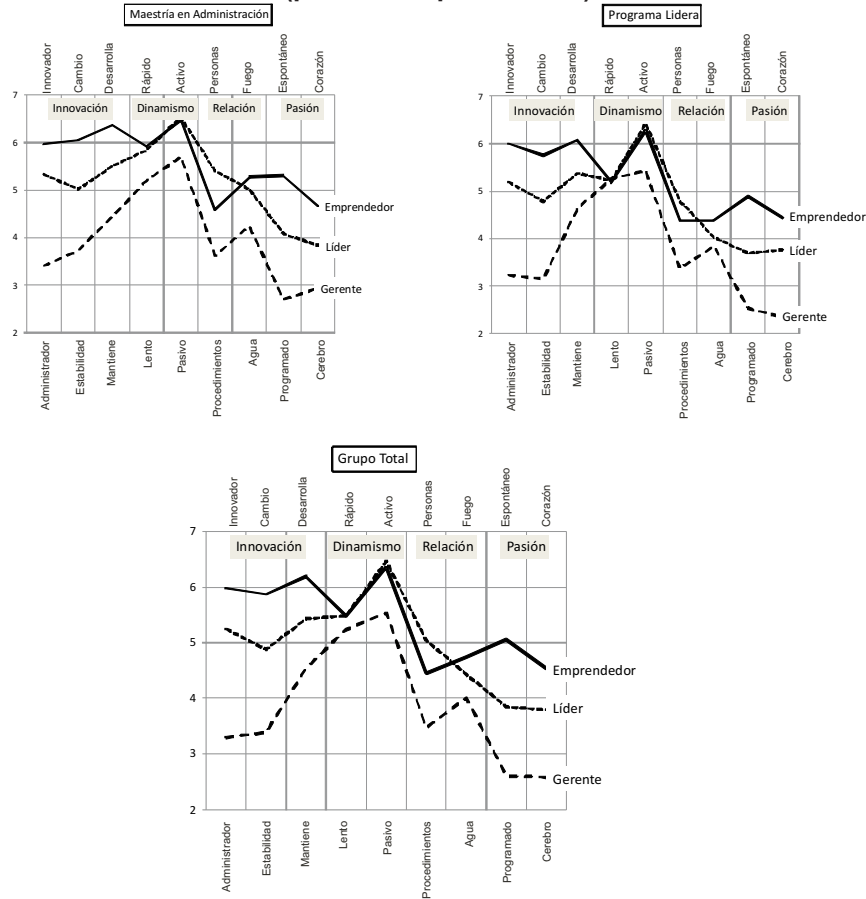 Maestría en Administración
Innovador
Cambio
Desarrolla
Rápido
Activo
Personas
Fuego
Espontáneo
Corazón
7
6
5
4
3
2
Innovación
Dinamismo
Relación
Pasión
Emprendedor
Líder
Gerente
Administrador
Estabilidad
Mantiene
Lento
Pasivo
Procedimientos
Agua
Programado
Cerebro
Programa Lidera
Innovador
Cambio
Desarrolla
Rápido
Activo
Personas
Fuego
Espontáneo
Corazón
7
6
5
4
3
2
Innovación
Dinamismo
Relación
Pasión
Emprendedor
Líder
Gerente
Administrador
Estabilidad
Mantiene
Lento
Pasivo
Procedimientos
Agua
Programado
Cerebro
Grupo Total
Innovador
Cambio
Desarrolla
Rápido
Activo
Personas
Fuego
Espontáneo
Corazón
7
6
5
4
3
2
Innovación
Dinamismo
Relación
Pasión
Emprendedor
Líder
Gerente
Administrador
Estabilidad
Mantiene
Lento
Pasivo
Procedimientos
Agua
Programado
Cerebro